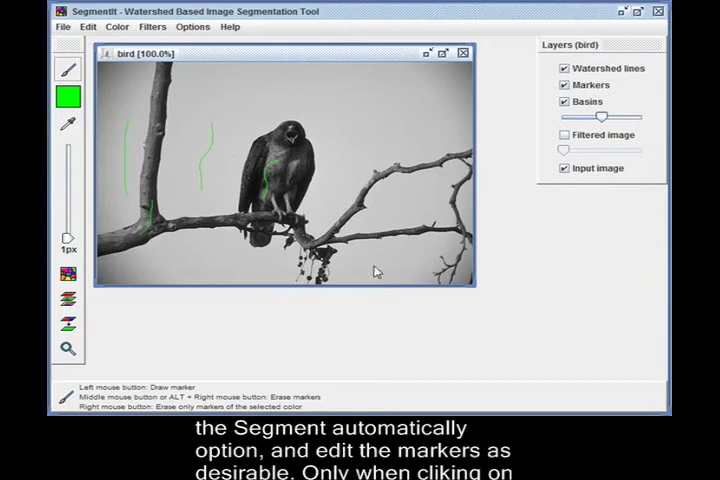 SegmentIt - Watershed Based Image Segmentation Tool
File Edit Color Filters Options Help
bird [100.0%]
Layers (bird)
Watershed lines
Markers
Basins
Filtered image
Input image
1px
Left mouse button: Draw marker
Middle mouse button or ALT + Right mouse button: Erase markers
Right mouse button: Erase only markers of the selected color
the Segment automatically
option, and edit the markers as
desirable. Only when cliking on